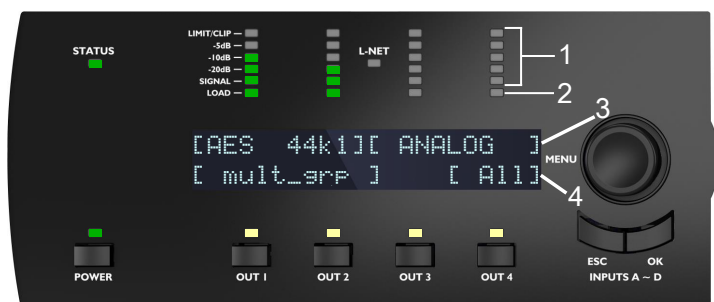 LIMIT/CLIP
-5dB
-10dB
-20dB
SIGNAL
LOAD
STATUS
L-NET
1
2
3
4
[AES 44k1][ ANALOG ]
[ mult_grp ] [ All]
MENU
POWER
OUT 1
OUT 2
OUT 3
OUT 4
ESC
OK
INPUTS A ~ D